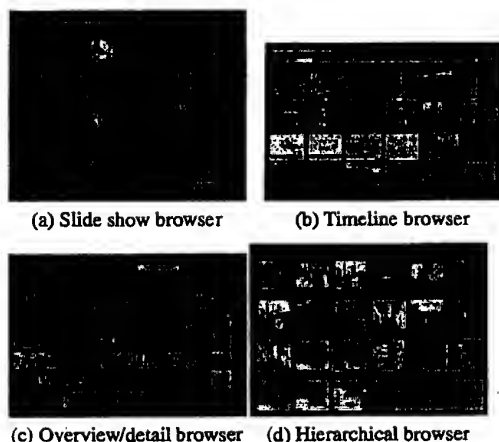 (a) Slide show browser
(b) Timeline browser
(c) Overview/detail browser
(d) Hierarchical browser